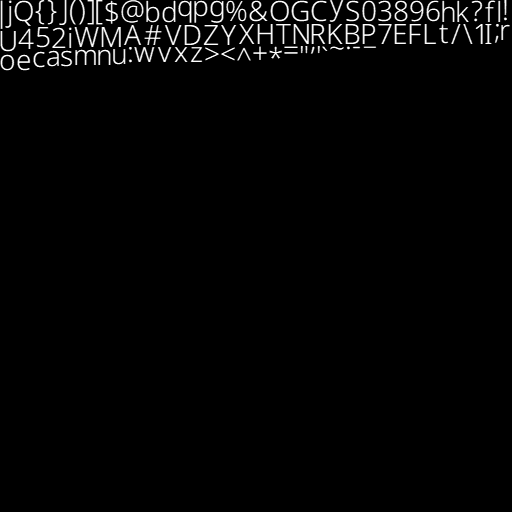 |jQ{}J()][$@bdqpg%&OGCyS03896hk?fl!
U452iWMA#VDZYXHTNRKBP7EFLt/\1I;r
oecasmnu:wvxz><^+*=",'`~.-_